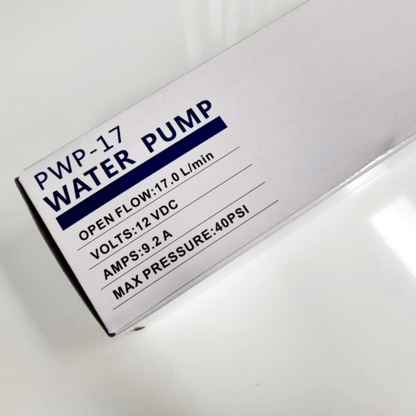 PWP-17
WATER PUMP
OPEN FLOW:17.0 L/min
VOLTS:12 VDC
AMPS:9.2 A
MAX PRESSURE:40PSI